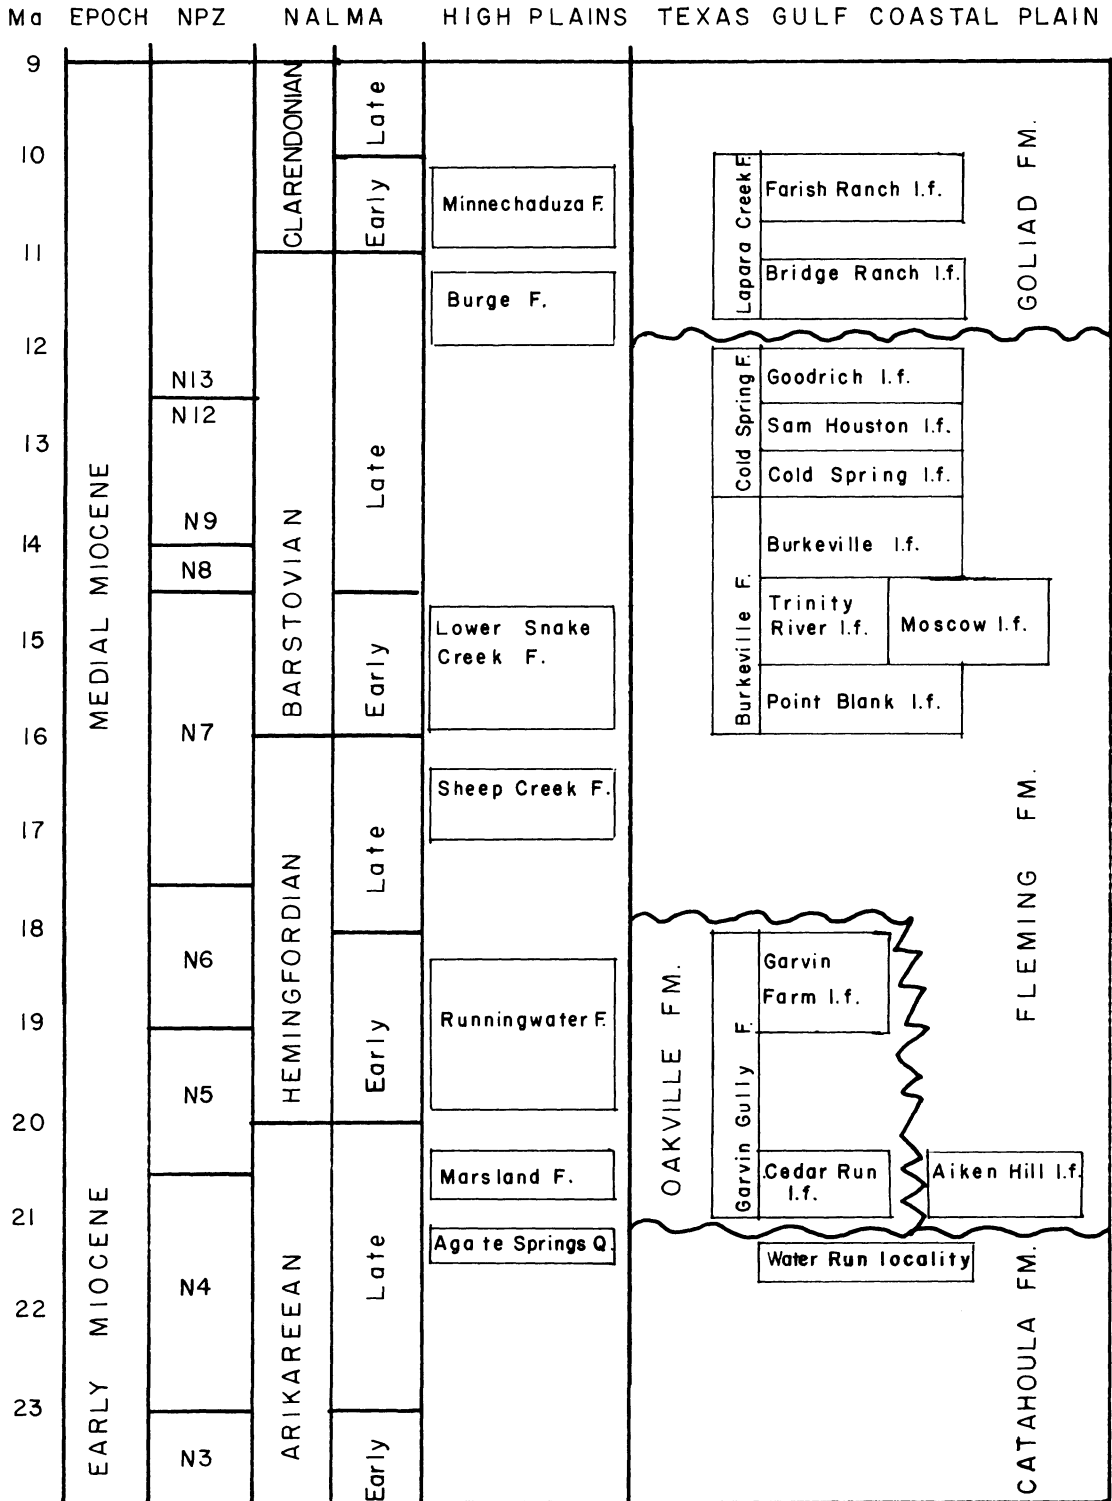 Ma EPOCH NPZ NALMA HIGH PLAINS TEXAS GULF COASTAL PLAIN
9
10
11
12
13
14
15
16
17
18
19
20
21
22
23
MEDIAL MIOCENE
EARLY MIOCENE
N13
N12
N9
N8
N7
N6
N5
N4
N3
CLARENDONIAN
BARSTOVIAN
HEMINGFORDIAN
ARIKAREEAN
Late
Early
Late
Early
Late
Early
Late
Early
Minnechaduza F.
Burge F.
Lower Snake
Creek F.
Sheep Creek F.
Runningwater F.
Marsland F.
Agate Springs Q.
Lapara Creek F.
Farish Ranch l.f.
Bridge Ranch l.f.
GOLIAD FM.
Cold Spring F.
Goodrich l.f.
Sam Houston l.f.
Cold Spring l.f.
Burkeville F.
Burkeville l.f.
Trinity
River l.f.
Moscow l.f.
Point Blank l.f.
FLEMING FM.
OAKVILLE FM.
Garvin Gully F.
Garvin
Farm l.f.
Cedar Run
l.f.
Aiken Hill l.f.
Water Run locality
CATAHOULA FM.